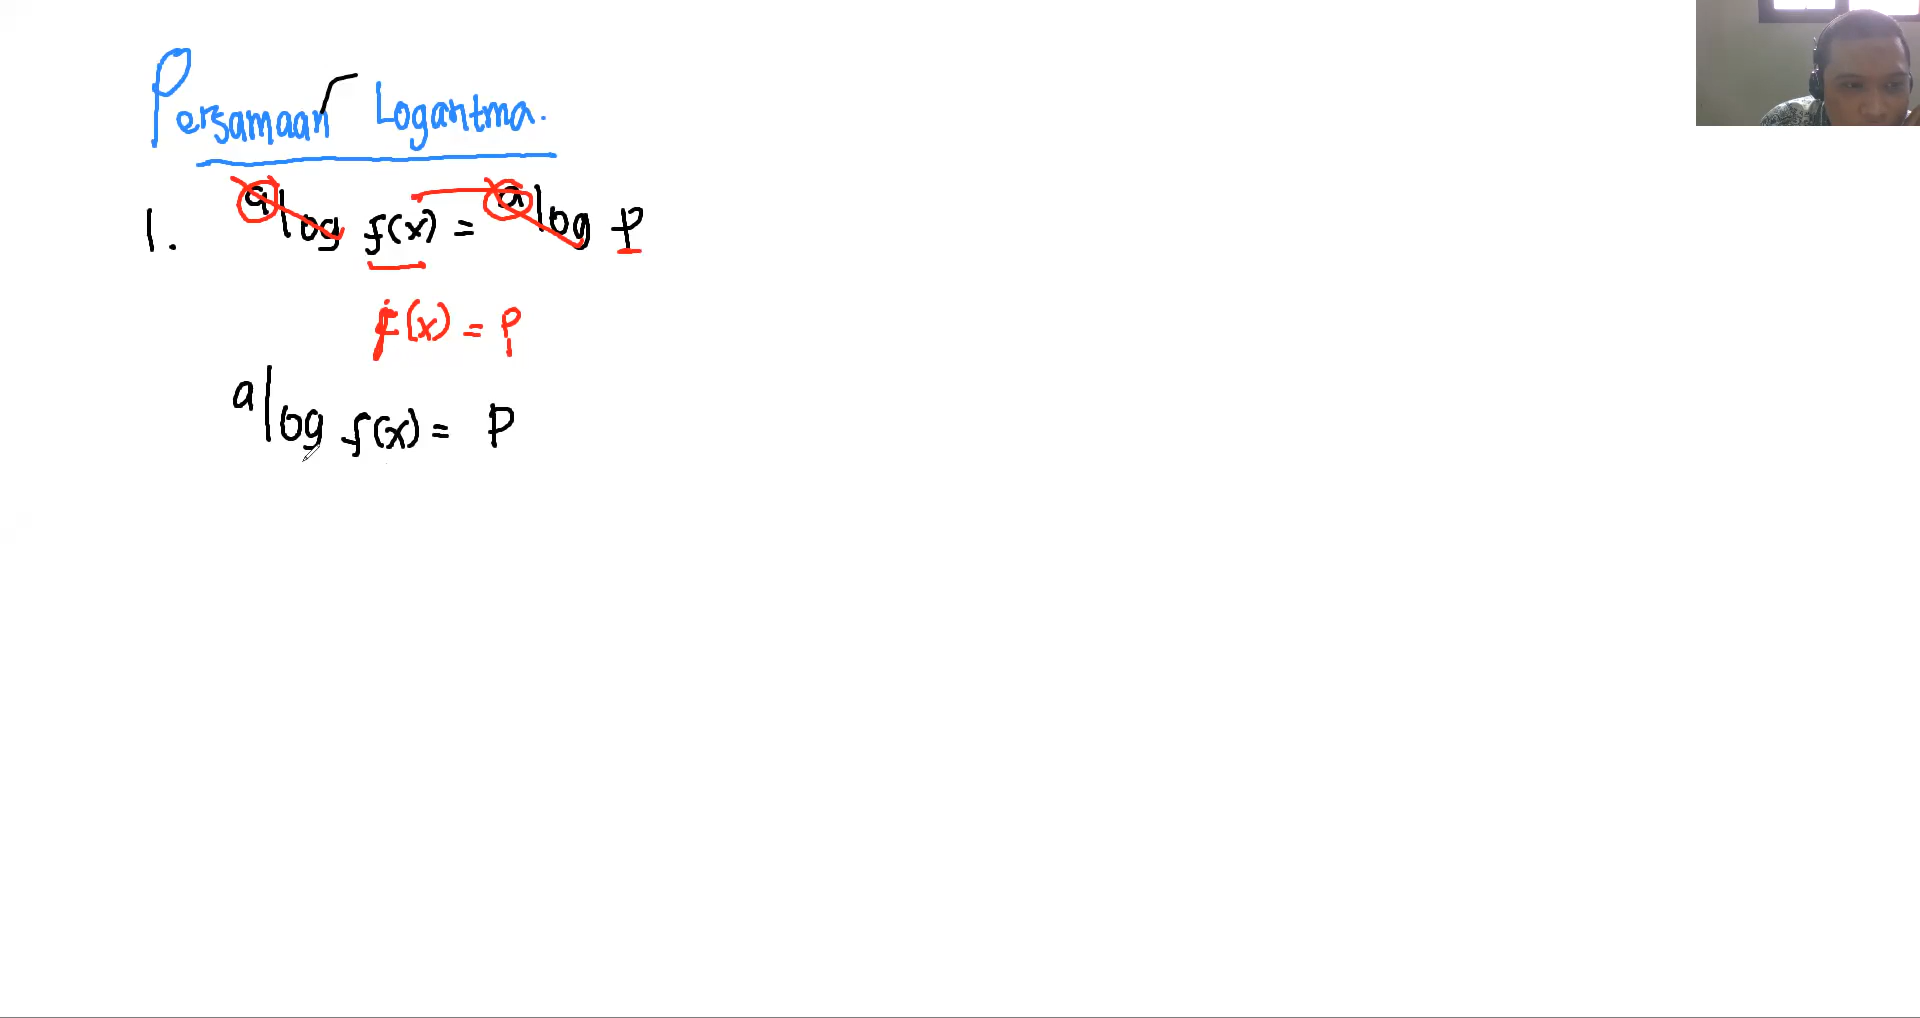 Persamaan Logaritma.
1. ᵃlog f(x) = ᵃlog P
f(x) = P
ᵃlog f(x) = P